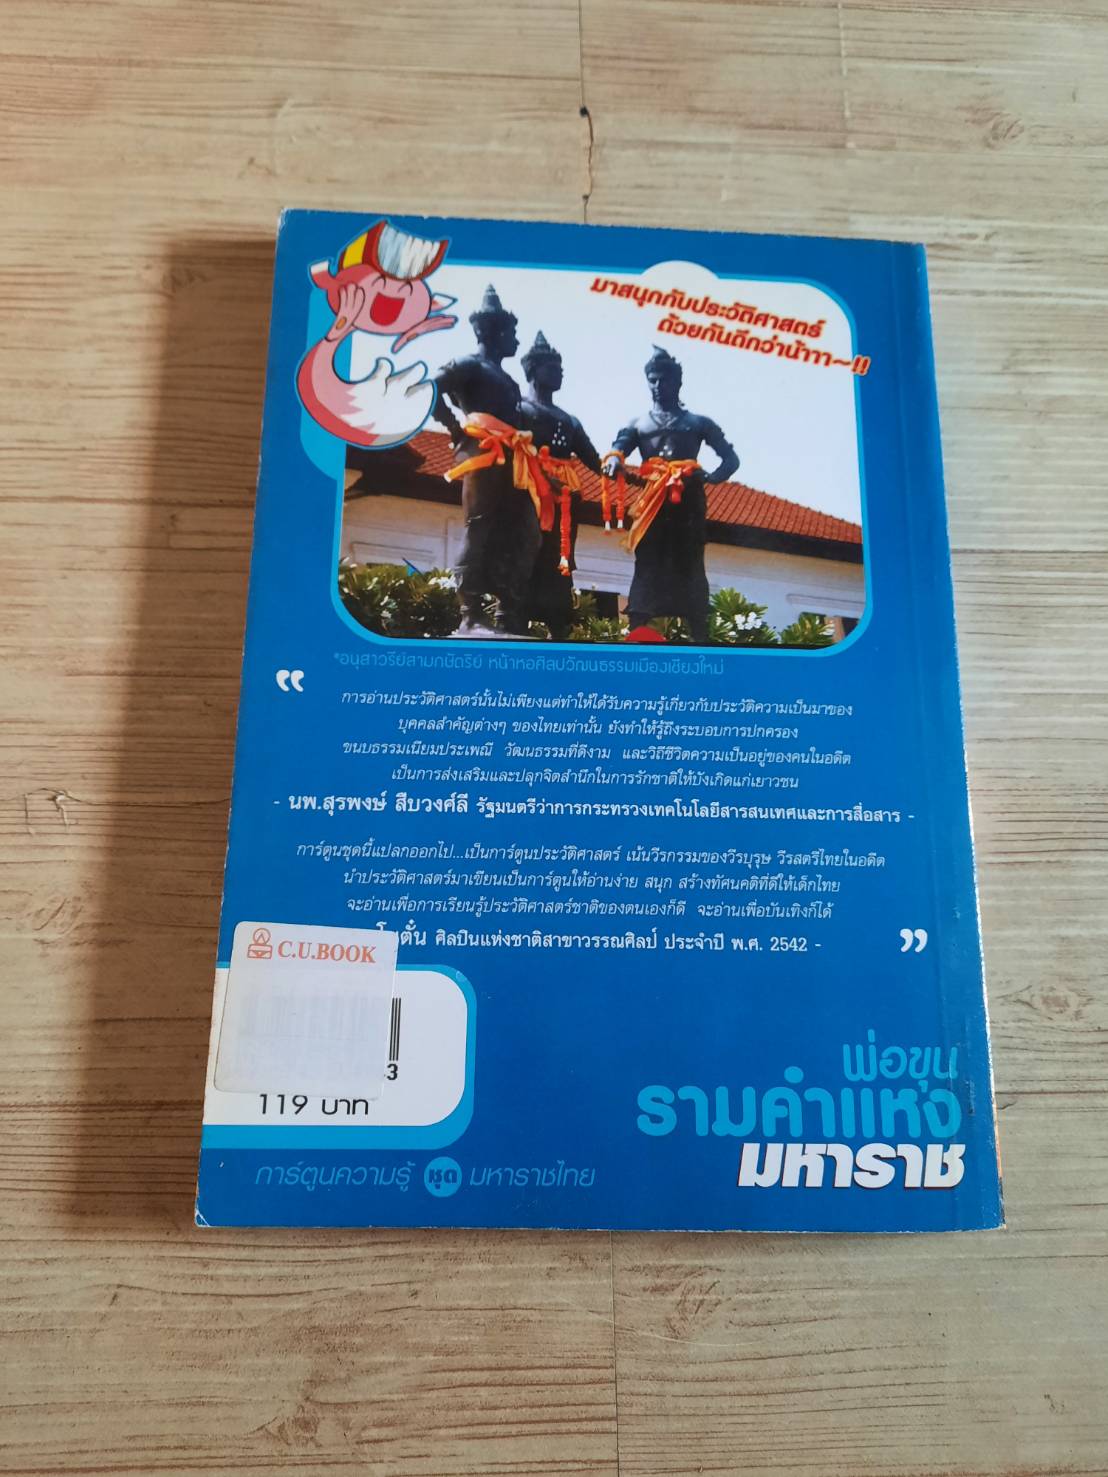 มาสนุกกับประวัติศาสตร์
ด้วยกันดีกว่าน้าาา~!!
*อนุสาวรีย์สามกษัตริย์ หน้าหอศิลปวัฒนธรรมเมืองเชียงใหม่
“
การอ่านประวัติศาสตร์นั้นไม่เพียงแต่ทำให้ได้รับความรู้เกี่ยวกับประวัติความเป็นมาของ
บุคคลสำคัญต่างๆ ของไทยเท่านั้น ยังทำให้รู้ถึงระบอบการปกครอง
ขนบธรรมเนียมประเพณี วัฒนธรรมที่ดีงาม และวิถีชีวิตความเป็นอยู่ของคนในอดีต
เป็นการส่งเสริมและปลุกจิตสำนึกในการรักชาติให้บังเกิดแก่เยาวชน
- นพ.สุรพงษ์ สืบวงศ์ลี รัฐมนตรีว่าการกระทรวงเทคโนโลยีสารสนเทศและการสื่อสาร -
การ์ตูนชุดนี้แปลกออกไป...เป็นการ์ตูนประวัติศาสตร์ เน้นวีรกรรมของวีรบุรุษ วีรสตรีไทยในอดีต
นำประวัติศาสตร์มาเขียนเป็นการ์ตูนให้อ่านง่าย สนุก สร้างทัศนคติที่ดีให้เด็กไทย
จะอ่านเพื่อการเรียนรู้ประวัติศาสตร์ชาติของตนเองก็ดี จะอ่านเพื่อบันเทิงก็ได้
ศิลปินแห่งชาติสาขาวรรณศิลป์ ประจำปี พ.ศ. 2542 -
”
C.U.BOOK
3
119 บาท
พ่อขุน
รามคำแหง
มหาราช
การ์ตูนความรู้ ชุด มหาราชไทย